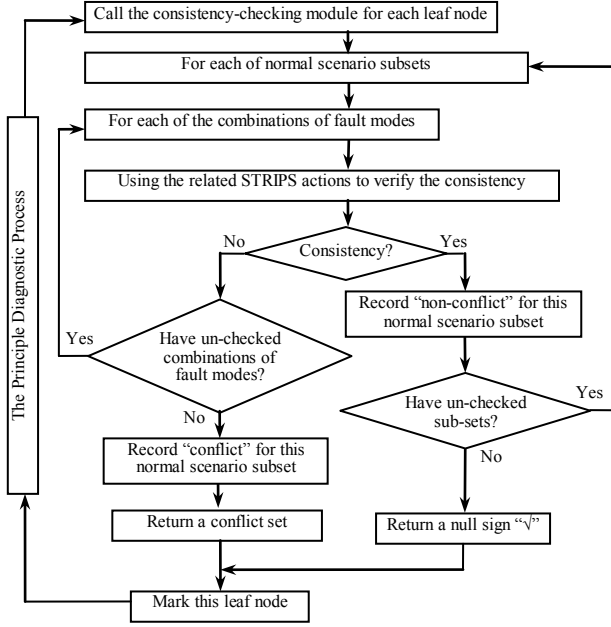 Call the consistency-checking module for each leaf node
For each of normal scenario subsets
For each of the combinations of fault modes
Using the related STRIPS actions to verify the consistency
The Principle Diagnostic Process
No
Consistency?
Yes
Record “non-conflict” for this
normal scenario subset
Yes
Have un-checked
combinations of
fault modes?
Yes
Have un-checked
sub-sets?
No
No
Record “conflict” for this
normal scenario subset
Return a conflict set
Return a null sign “√”
Mark this leaf node